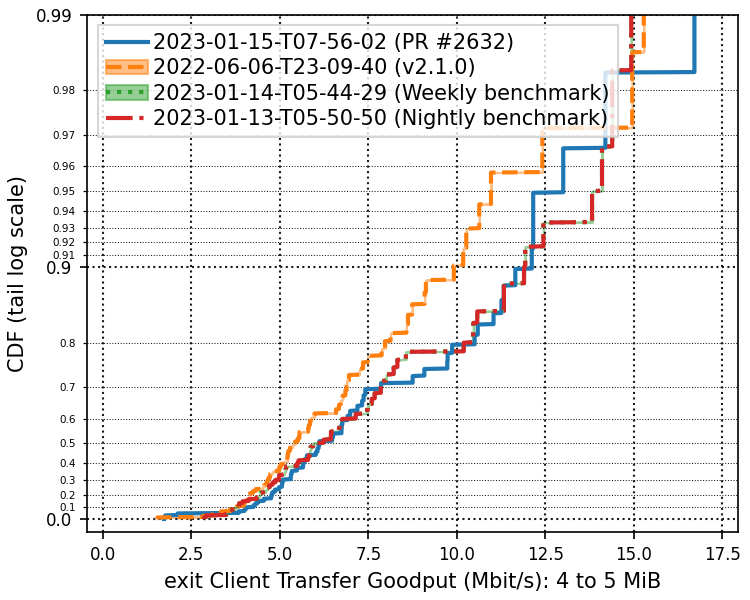 0.99
2023-01-15-T07-56-02 (PR #2632)
2022-06-06-T23-09-40 (v2.1.0)
2023-01-14-T05-44-29 (Weekly benchmark)
2023-01-13-T05-50-50 (Nightly benchmark)
0.98
0.97
0.96
0.95
0.94
0.93
0.92
0.91
0.9
0.8
0.7
0.6
0.5
0.4
0.3
0.2
0.1
0.0
CDF (tail log scale)
0.0 2.5 5.0 7.5 10.0 12.5 15.0 17.5
exit Client Transfer Goodput (Mbit/s): 4 to 5 MiB